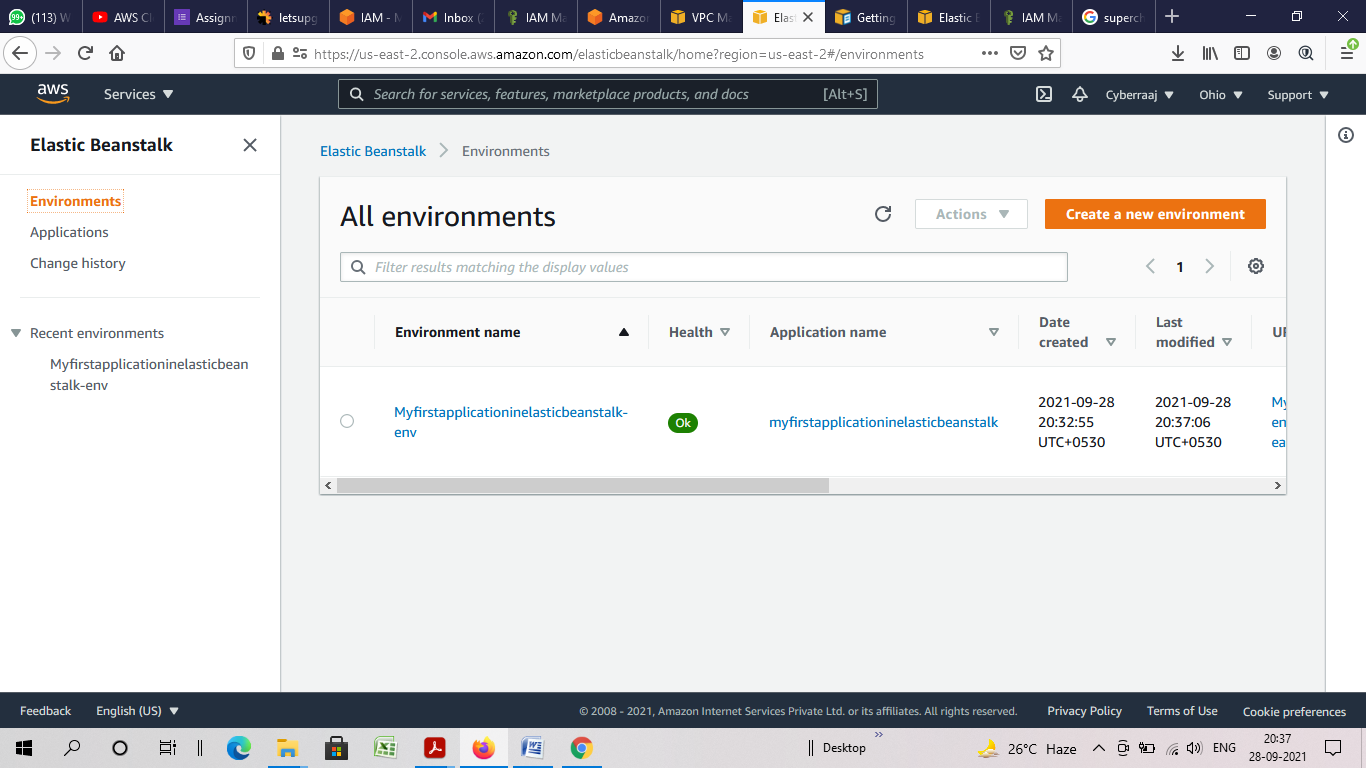 (113) W
AWS Cl
Assignm
letsupg
IAM - M
Inbox (
IAM Ma
Amazon
VPC Ma
Elas
Getting
Elastic B
IAM Ma
superch
https://us-east-2.console.aws.amazon.com/elasticbeanstalk/home?region=us-east-2#/environments
aws
Services
Search for services, features, marketplace products, and docs
[Alt+S]
Cyberraaj
Ohio
Support
Elastic Beanstalk
Environments
Applications
Change history
Recent environments
Myfirstapplicationinelasticbean
stalk-env
Elastic Beanstalk
Environments
All environments
Actions
Create a new environment
Filter results matching the display values
1
Environment name
Health
Application name
Date
created
Last
modified
Myfirstapplicationinelasticbeanstalk-
env
Ok
myfirstapplicationinelasticbeanstalk
2021-09-28
20:32:55
UTC+0530
2021-09-28
20:37:06
UTC+0530
My
en
ea
Feedback
English (US)
© 2008 - 2021, Amazon Internet Services Private Ltd. or its affiliates. All rights reserved.
Privacy Policy
Terms of Use
Cookie preferences
Desktop
26°C Haze
ENG
20:37
28-09-2021